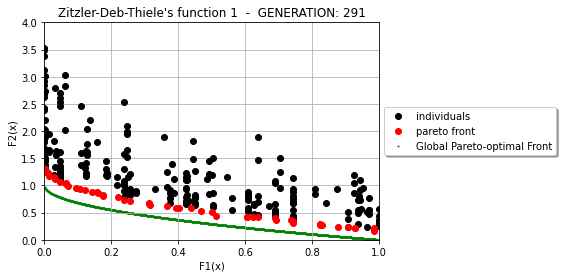 Zitzler-Deb-Thiele's function 1 - GENERATION: 291
4.0
3.5
3.0
2.5
2.0
1.5
1.0
0.5
0.0
F2(x)
0.0 0.2 0.4 0.6 0.8 1.0
F1(x)
individuals
pareto front
Global Pareto-optimal Front